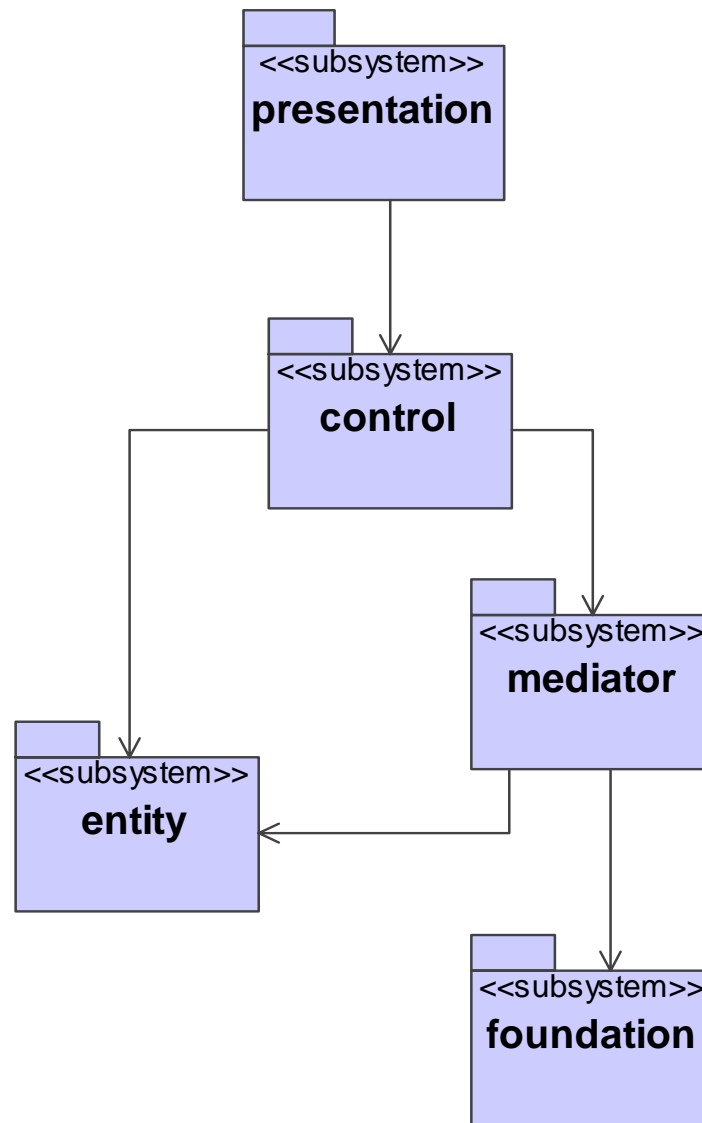 <<subsystem>>
presentation
<<subsystem>>
control
<<subsystem>>
mediator
<<subsystem>>
entity
<<subsystem>>
foundation